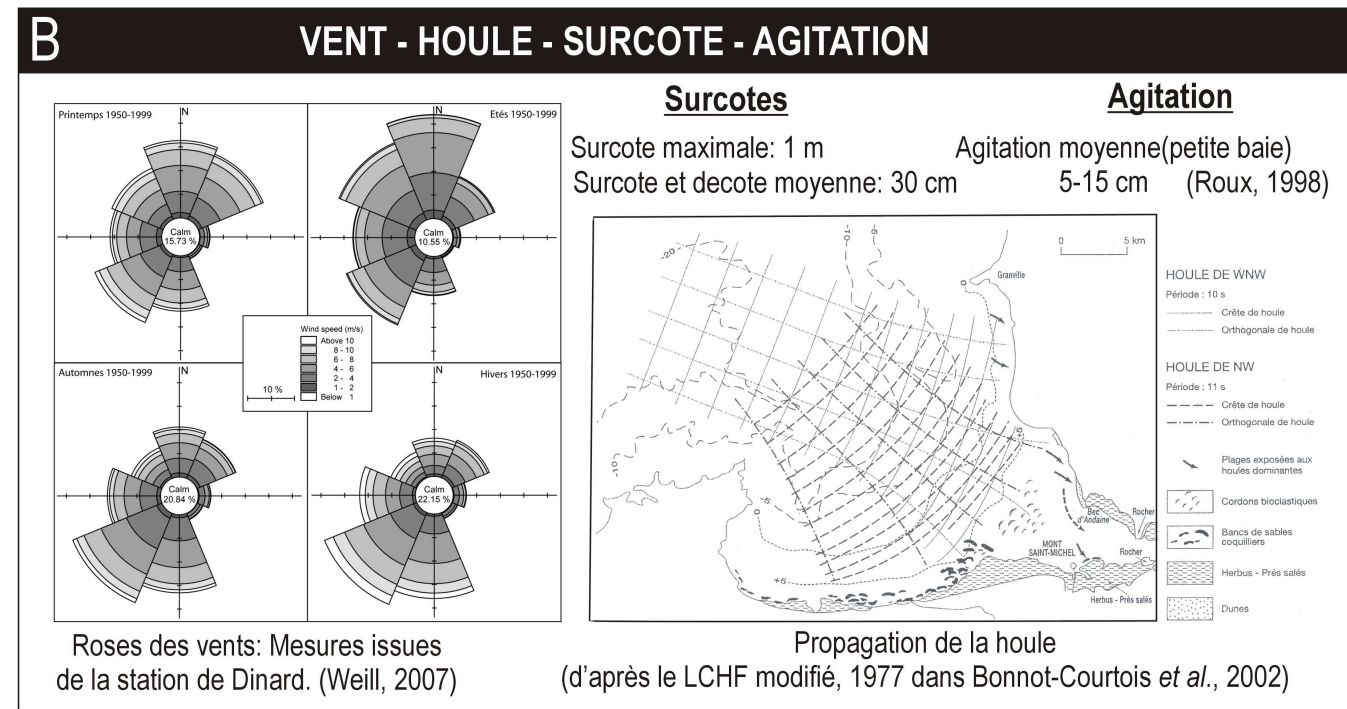 B
VENT - HOULE - SURCOTE - AGITATION
Printemps 1950-1999
N
Calm
15.73 %
Etés 1950-1999
N
Calm
10.55 %
Wind speed (m/s)
Above 10
8 - 10
6 - 8
4 - 6
2 - 4
1 - 2
Below 1
10 %
Automnes 1950-1999
N
Calm
20.84 %
Hivers 1950-1999
N
Calm
22.15 %
Roses des vents: Mesures issues
de la station de Dinard. (Weill, 2007)
Surcotes
Surcote maximale: 1 m
Surcote et decote moyenne: 30 cm
Agitation
Agitation moyenne(petite baie)
5-15 cm (Roux, 1998)
-20
-10
-5
0
0 5 km
Granville
-10
-5
0
+5
+5
Bec
d'Andaine
Rocher
MONT
SAINT-MICHEL
Rocher
Herbus - Prés salés
HOULE DE WNW
Période : 10 s
Crête de houle
Orthogonale de houle
HOULE DE NW
Période : 11 s
Crête de houle
Orthogonale de houle
Plages exposées aux
houles dominantes
Cordons bioclastiques
Bancs de sables
coquilliers
Herbus - Prés salés
Dunes
Propagation de la houle
(d'après le LCHF modifié, 1977 dans Bonnot-Courtois et al., 2002)